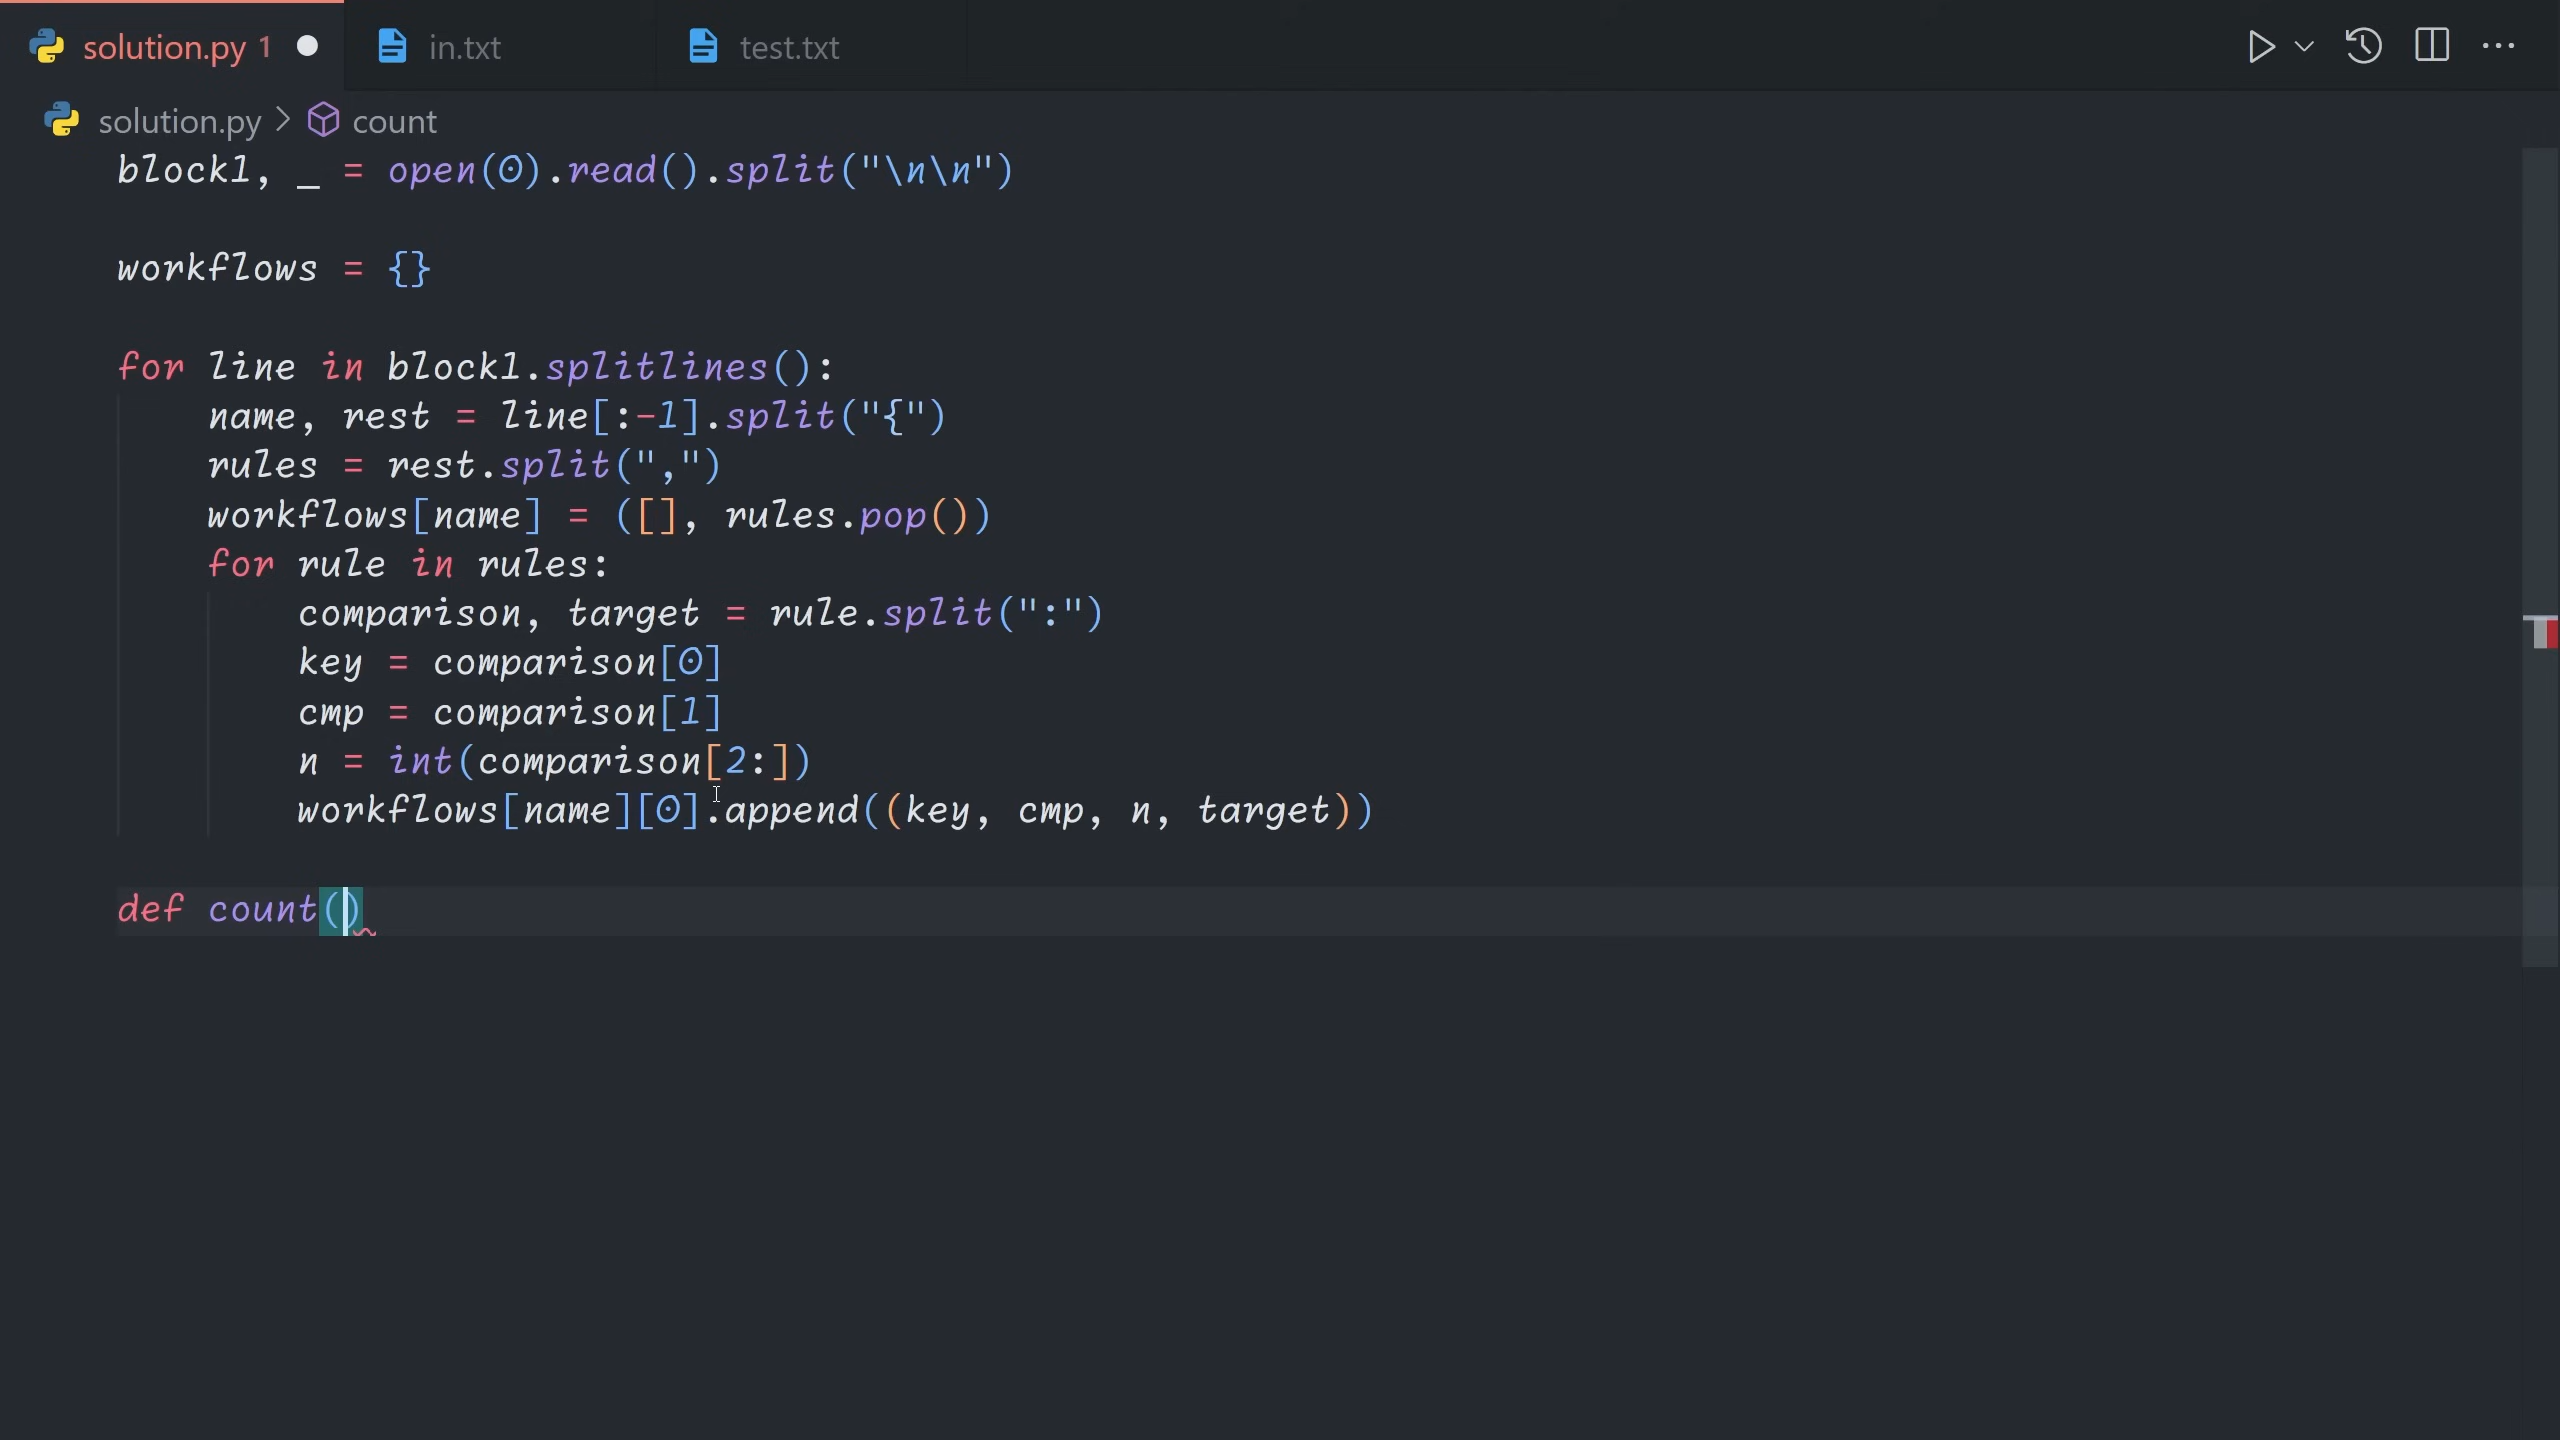 solution.py 1 in.txt test.txt
solution.py > count
block1, _ = open(0).read().split("\n\n")
workflows = {}
for line in block1.splitlines():
    name, rest = line[:-1].split("{")
    rules = rest.split(",")
    workflows[name] = ([], rules.pop())
    for rule in rules:
        comparison, target = rule.split(":")
        key = comparison[0]
        cmp = comparison[1]
        n = int(comparison[2:])
        workflows[name][0].append((key, cmp, n, target))
def count()